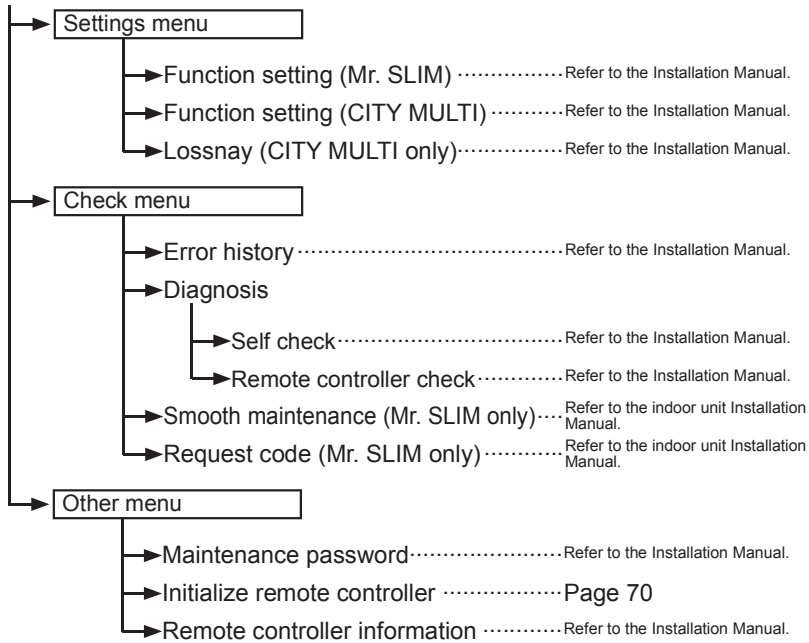 Settings menu
Function setting (Mr. SLIM) ················ Refer to the Installation Manual.
Function setting (CITY MULTI) ··········· Refer to the Installation Manual.
Lossnay (CITY MULTI only)················ Refer to the Installation Manual.
Check menu
Error history ········································ Refer to the Installation Manual.
Diagnosis
Self check ································· Refer to the Installation Manual.
Remote controller check ············· Refer to the Installation Manual.
Smooth maintenance (Mr. SLIM only) ···· Refer to the indoor unit Installation
Manual.
Request code (Mr. SLIM only) ············ Refer to the indoor unit Installation
Manual.
Other menu
Maintenance password ······················· Refer to the Installation Manual.
Initialize remote controller ·················· Page 70
Remote controller information ············ Refer to the Installation Manual.